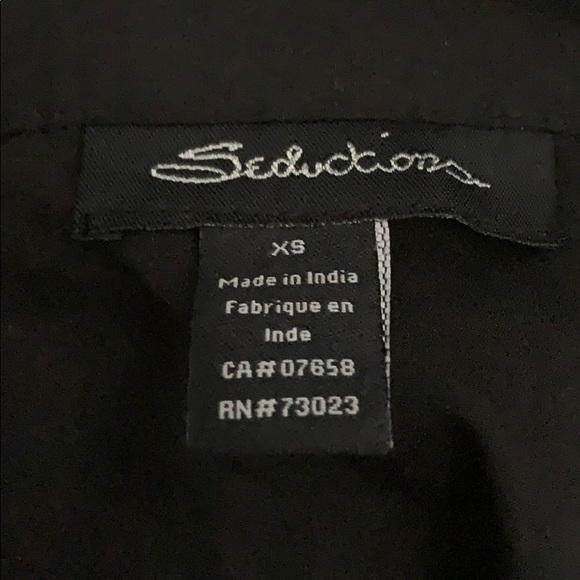 Seductions
XS
Made in India
Fabrique en
Inde
CA#07658
RN#73023